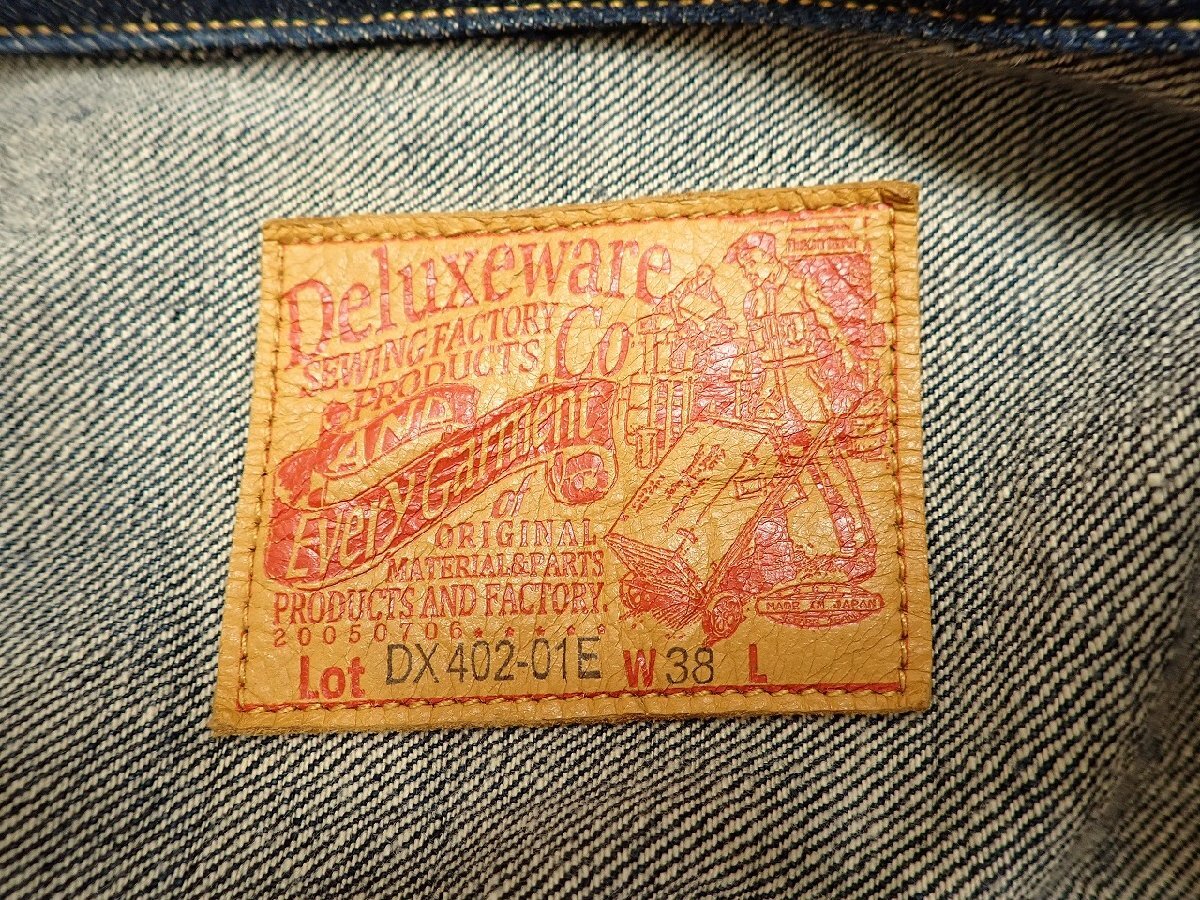 Deluxeware
SEWING FACTORY
PRODUCTS .Co
AND
Every Garment
of
ORIGINAL
MATERIAL&PARTS
PRODUCTS AND FACTORY.
20050706★★★★★
MADE IN JAPAN
Lot DX402-01E W 38 L